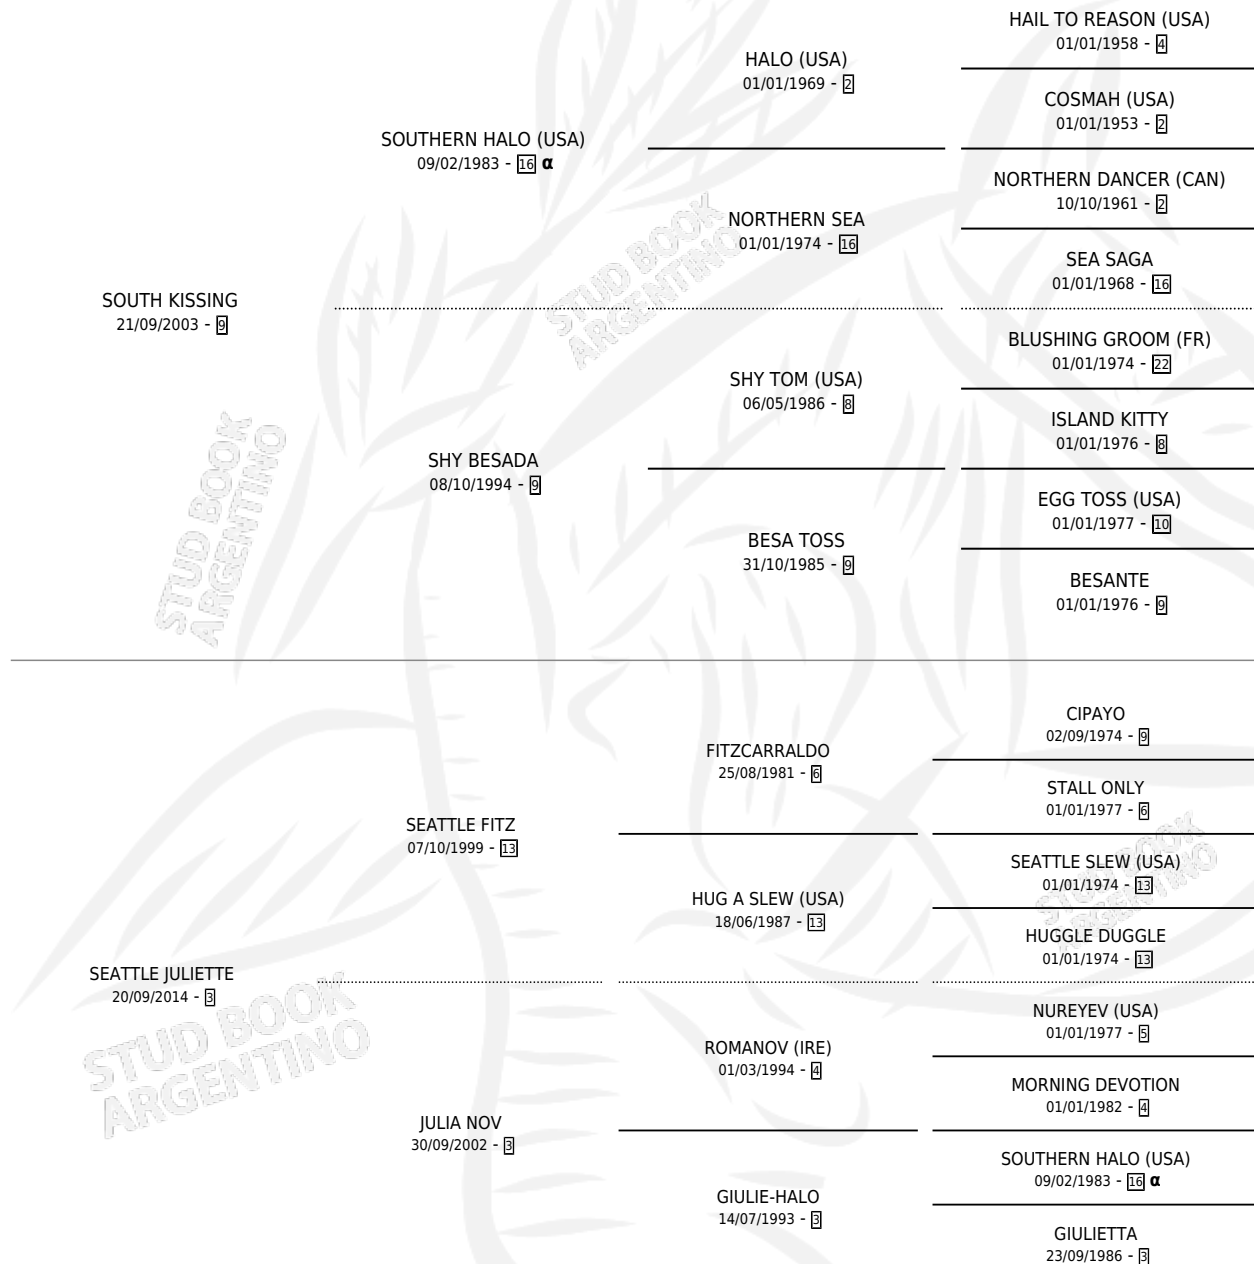 HAIL TO REASON (USA)
01/01/1958 - 4
HALO (USA)
01/01/1969 - 2
COSMAH (USA)
01/01/1953 - 2
SOUTHERN HALO (USA)
09/02/1983 - 16 α
NORTHERN DANCER (CAN)
10/10/1961 - 2
NORTHERN SEA
01/01/1974 - 16
SEA SAGA
01/01/1968 - 16
SOUTH KISSING
21/09/2003 - 9
STUD BOOK
ARGENTINO
BLUSHING GROOM (FR)
01/01/1974 - 22
SHY TOM (USA)
06/05/1986 - 8
ISLAND KITTY
01/01/1976 - 8
SHY BESADA
08/10/1994 - 9
STUD BOOK
ARGENTINO
EGG TOSS (USA)
01/01/1977 - 10
BESA TOSS
31/10/1985 - 9
BESANTE
01/01/1976 - 9
CIPAYO
02/09/1974 - 9
FITZCARRALDO
25/08/1981 - 6
STALL ONLY
01/01/1977 - 6
SEATTLE FITZ
07/10/1999 - 13
STUD BOOK
ARGENTINO
SEATTLE SLEW (USA)
01/01/1974 - 13
HUG A SLEW (USA)
18/06/1987 - 13
HUGGLE DUGGLE
01/01/1974 - 13
SEATTLE JULIETTE
20/09/2014 - 3
STUD BOOK
ARGENTINO
NUREYEV (USA)
01/01/1977 - 5
ROMANOV (IRE)
01/03/1994 - 4
MORNING DEVOTION
01/01/1982 - 4
JULIA NOV
30/09/2002 - 3
SOUTHERN HALO (USA)
09/02/1983 - 16 α
GIULIE-HALO
14/07/1993 - 3
GIULIETTA
23/09/1986 - 3